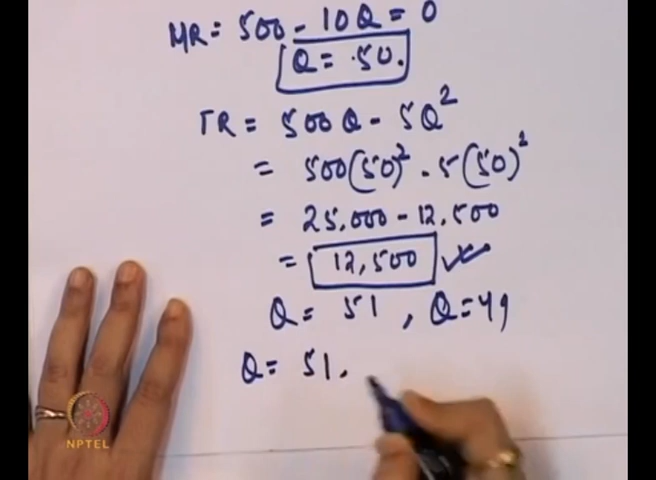 MR = 500 - 10Q = 0
Q = 50.
TR = 500Q - 5Q²
= 500(50)² - 5(50)²
= 25,000 - 12,500
= 12,500
Q = 51 , Q = 49
Q = 51.
NPTEL